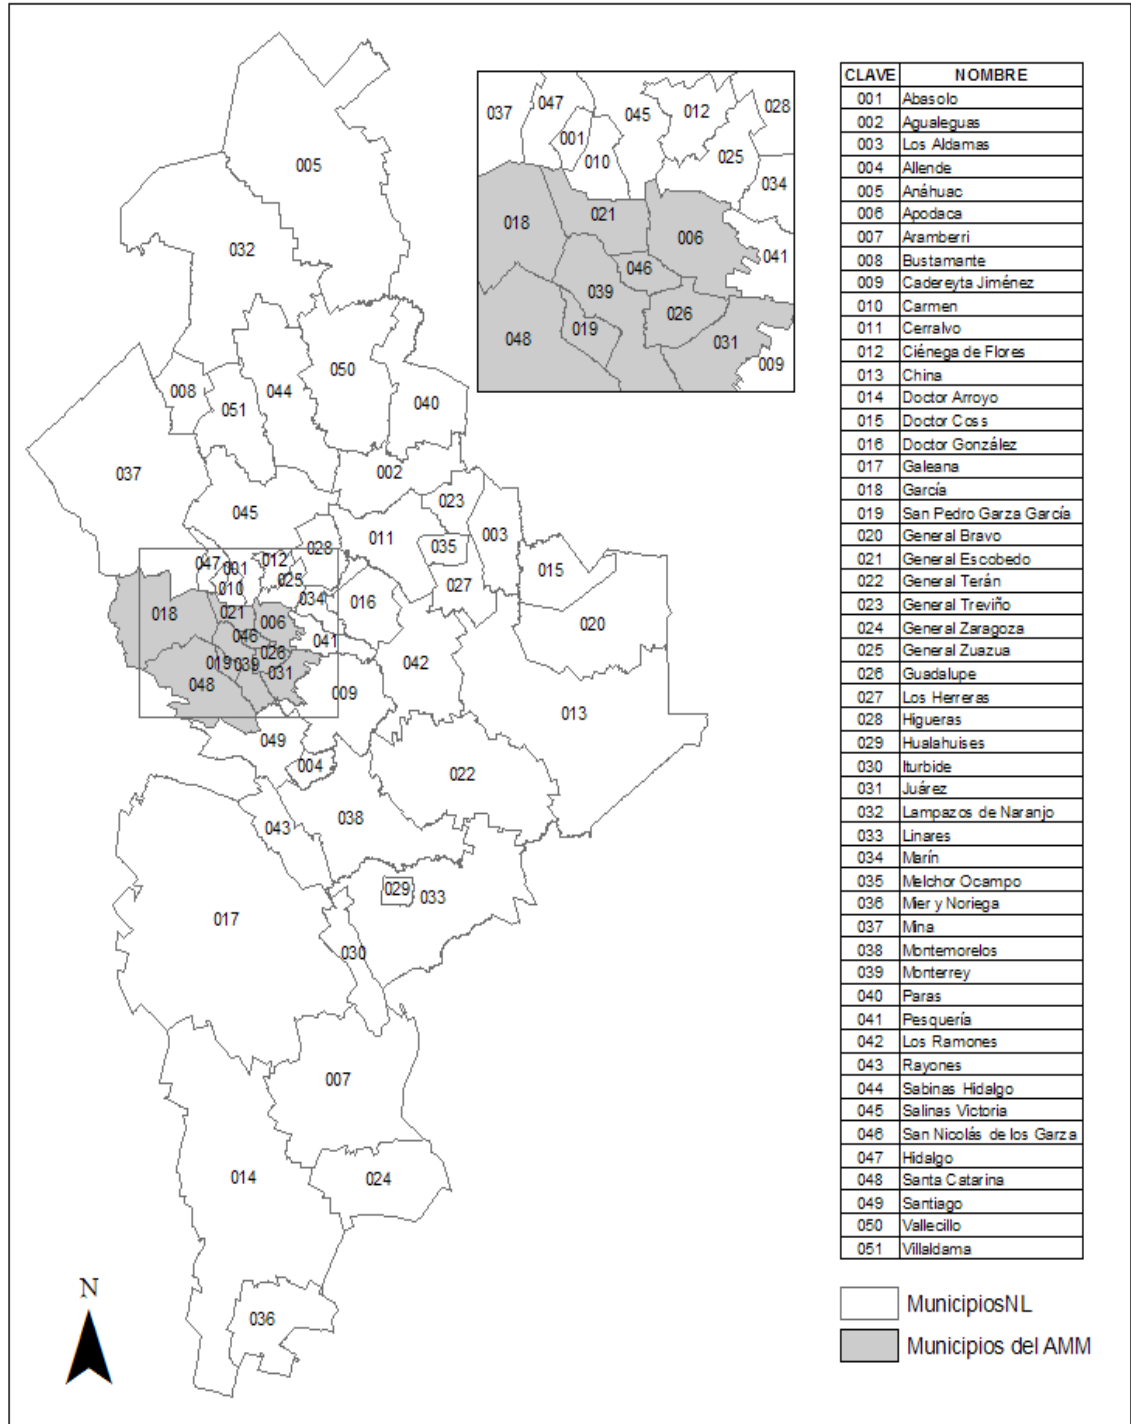 005
032
037
047
045
012
028
001
010
025
034
018
021
006
041
046
039
026
019
048
031
009
050
008
044
051
040
002
037
023
045
011
003
028
035
047
012
001
015
025
010
027
034
016
018
021
006
020
046
041
026
042
019
039
031
048
009
013
049
004
022
038
043
029
033
017
030
007
014
024
036
N
CLAVE NOMBRE
001 Abasolo
002 Agualeguas
003 Los Aldamas
004 Allende
005 Anáhuac
006 Apodaca
007 Aramberri
008 Bustamante
009 Cadereyta Jiménez
010 Carmen
011 Cerralvo
012 Ciénega de Flores
013 China
014 Doctor Arroyo
015 Doctor Coss
016 Doctor González
017 Galeana
018 García
019 San Pedro Garza García
020 General Bravo
021 General Escobedo
022 General Terán
023 General Treviño
024 General Zaragoza
025 General Zuazua
026 Guadalupe
027 Los Herreras
028 Higueras
029 Hualahuises
030 Iturbide
031 Juárez
032 Lampazos de Naranjo
033 Linares
034 Marín
035 Melchor Ocampo
036 Mier y Noriega
037 Mina
038 Montemorelos
039 Monterrey
040 Paras
041 Pesquería
042 Los Ramones
043 Rayones
044 Sabinas Hidalgo
045 Salinas Victoria
046 San Nicolás de los Garza
047 Hidalgo
048 Santa Catarina
049 Santiago
050 Vallecillo
051 Villaldama
MunicipiosNL
Municipios del AMM